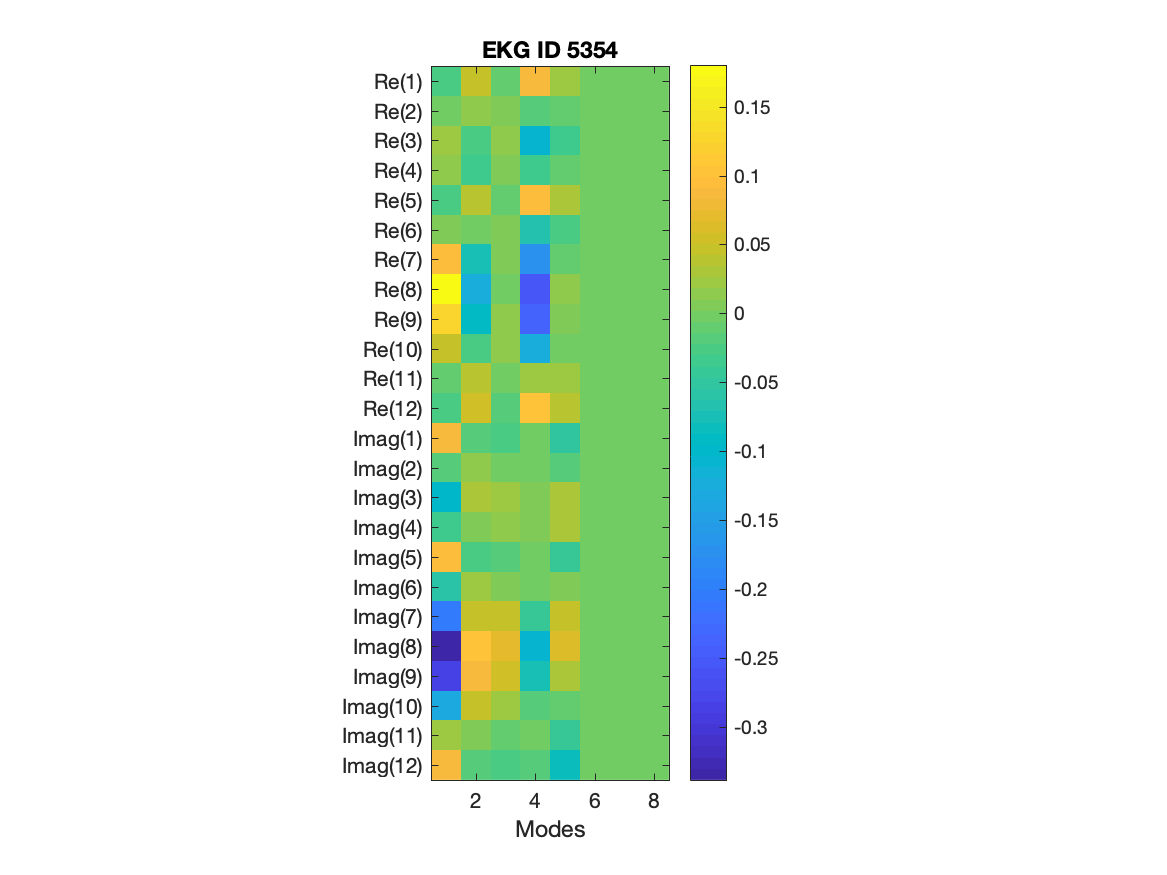 EKG ID 5354
Re(1)
Re(2)
Re(3)
Re(4)
Re(5)
Re(6)
Re(7)
Re(8)
Re(9)
Re(10)
Re(11)
Re(12)
Imag(1)
Imag(2)
Imag(3)
Imag(4)
Imag(5)
Imag(6)
Imag(7)
Imag(8)
Imag(9)
Imag(10)
Imag(11)
Imag(12)
2 4 6 8
Modes
0.15
0.1
0.05
0
-0.05
-0.1
-0.15
-0.2
-0.25
-0.3